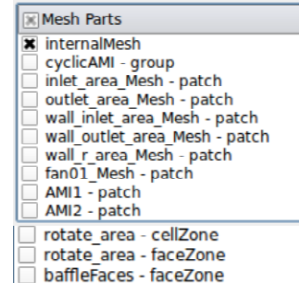 Mesh Parts
internalMesh
cyclicAMI - group
inlet_area_Mesh - patch
outlet_area_Mesh - patch
wall_inlet_area_Mesh - patch
wall_outlet_area_Mesh - patch
wall_r_area_Mesh - patch
fan01_Mesh - patch
AMI1 - patch
AMI2 - patch
rotate_area - cellZone
rotate_area - faceZone
baffleFaces - faceZone